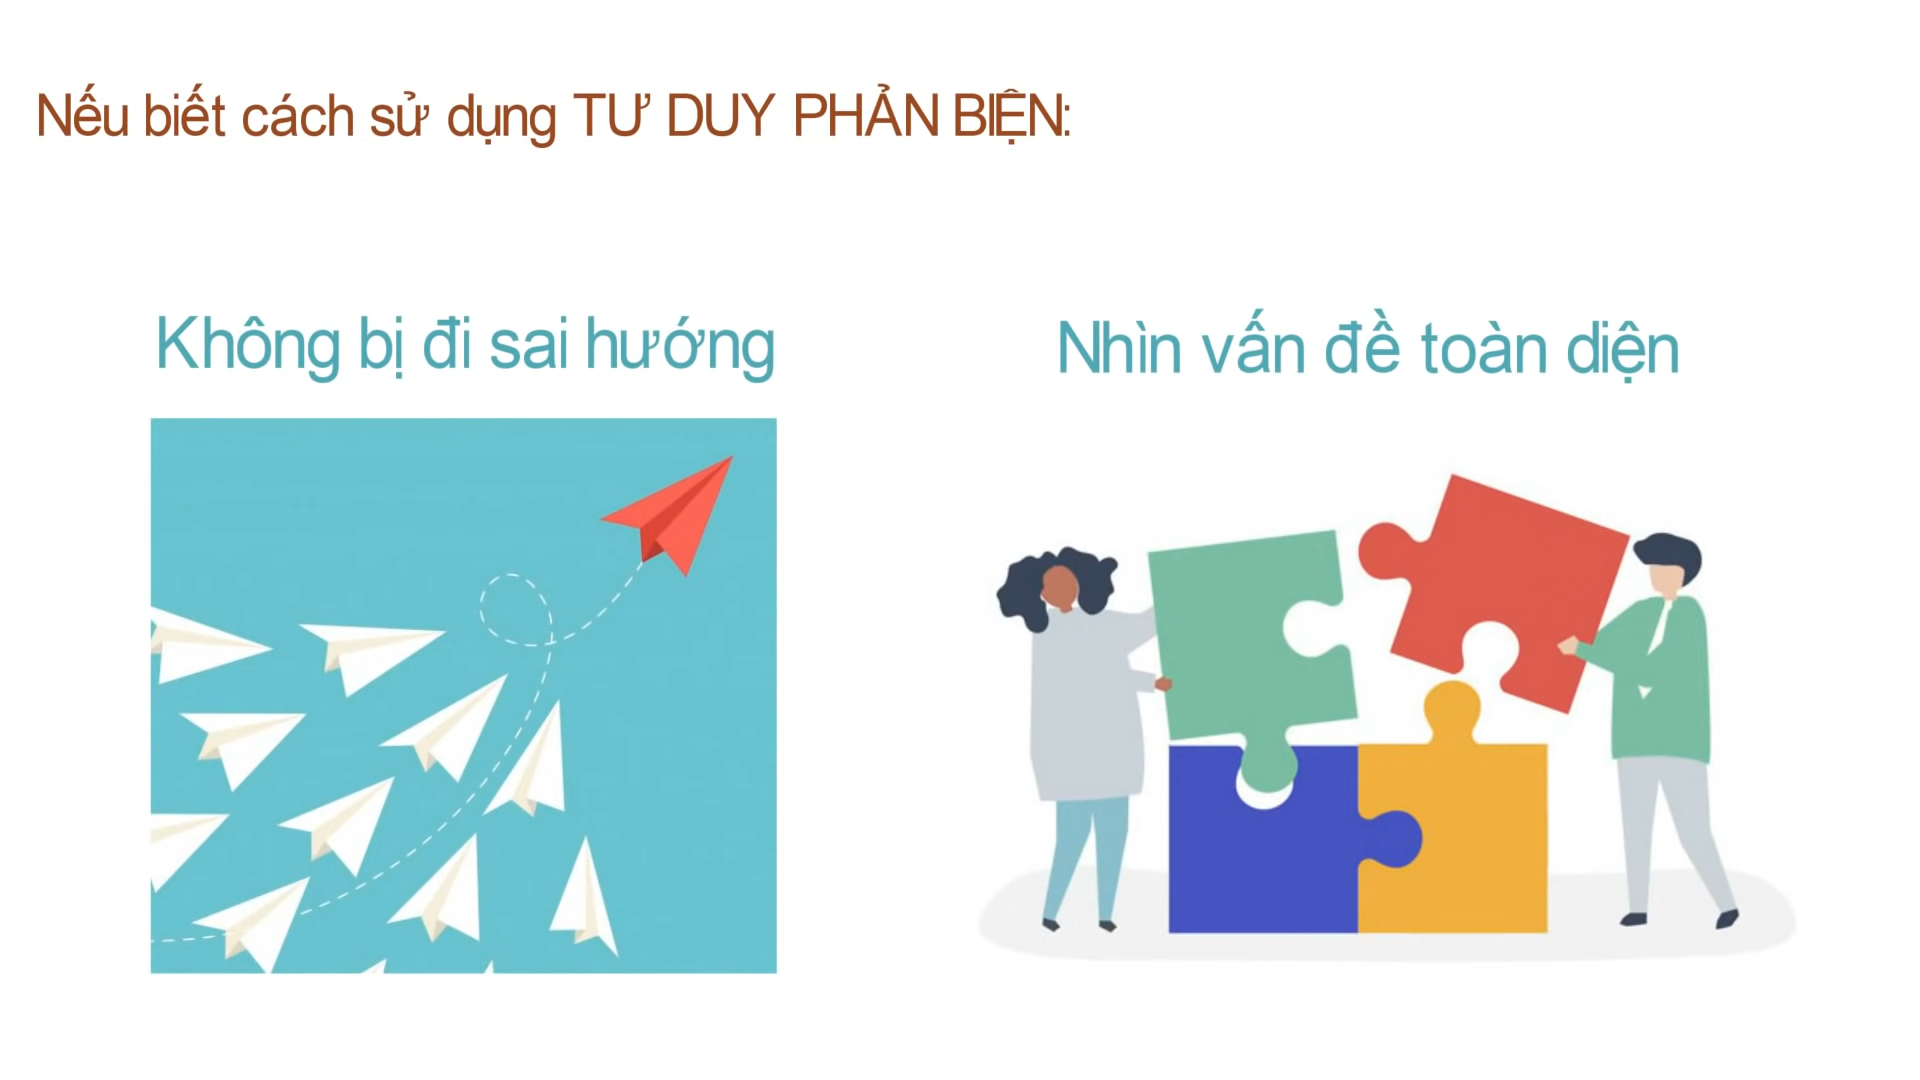 Nếu biết cách sử dụng TƯ DUY PHẢN BIỆN:
Không bị đi sai hướng
Nhìn vấn đề toàn diện